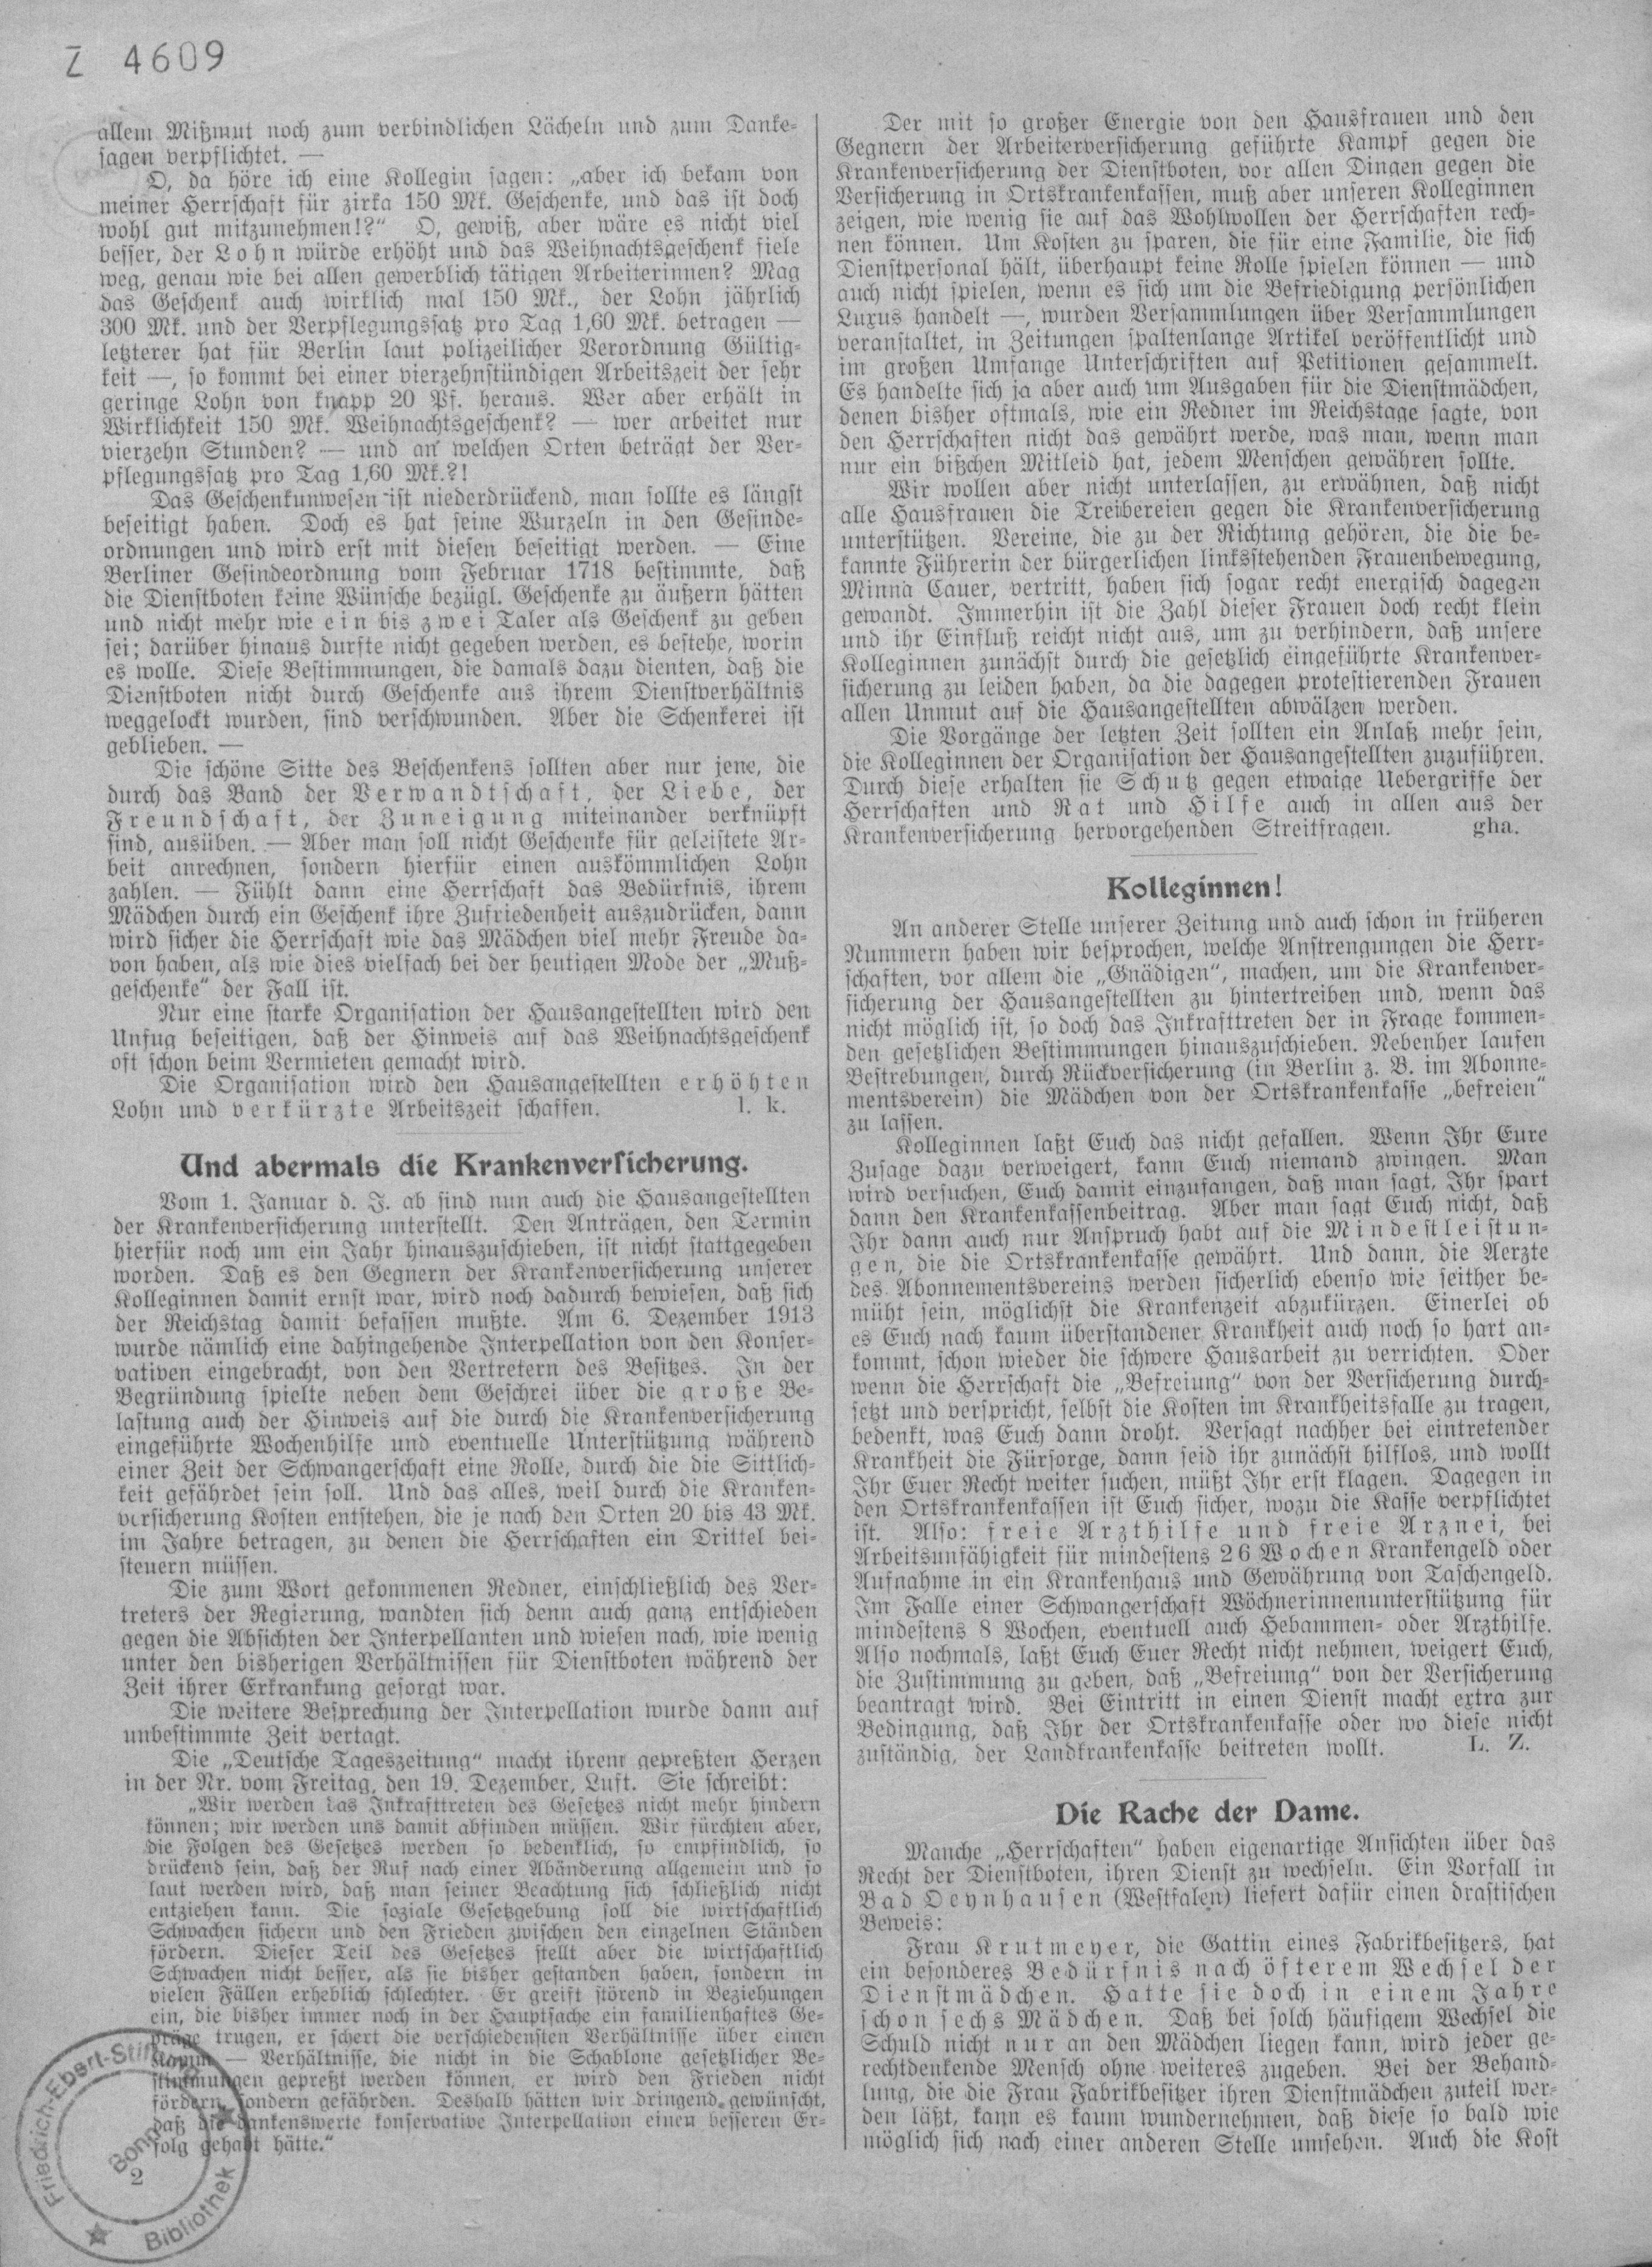 Z 4609
allem Mißmut noch zum verbindlichen Lächeln und zum Danke-
sagen verpflichtet. —
O, da höre ich eine Kollegin sagen: „aber ich bekam von
meiner Herrschaft für zirka 150 Mk. Geschenke, und das ist doch
wohl gut mitzunehmen!?“ O, gewiß, aber wäre es nicht viel
besser, der Lohn würde erhöht und das Weihnachtsgeschenk fiele
weg, genau wie bei allen gewerblich tätigen Arbeiterinnen? Mag
das Geschenk auch wirklich mal 150 Mk., der Lohn jährlich
300 Mk. und der Verpflegungssatz pro Tag 1,60 Mk. betragen —
letzterer hat für Berlin laut polizeilicher Verordnung Gültig-
keit —, so kommt bei einer vierzehnstündigen Arbeitszeit der sehr
geringe Lohn von knapp 20 Pf. heraus. Wer aber erhält in
Wirklichkeit 150 Mk. Weihnachtsgeschenk? — wer arbeitet nur
vierzehn Stunden? — und an welchen Orten beträgt der Ver-
pflegungssatz pro Tag 1,60 Mk.?!
Das Geschenkunwesen ist niederdrückend, man sollte es längst
beseitigt haben. Doch es hat seine Wurzeln in den Gesinde-
ordnungen und wird erst mit diesen beseitigt werden. — Eine
Berliner Gesindeordnung vom Februar 1718 bestimmte, daß
die Dienstboten keine Wünsche bezügl. Geschenke zu äußern hätten
und nicht mehr wie ein bis zwei Taler als Geschenk zu geben
sei; darüber hinaus durfte nicht gegeben werden, es bestehe, worin
es wolle. Diese Bestimmungen, die damals dazu dienten, daß die
Dienstboten nicht durch Geschenke aus ihrem Dienstverhältnis
weggelockt wurden, sind verschwunden. Aber die Schenkerei ist
geblieben. —
Die schöne Sitte des Beschenkens sollten aber nur jene, die
durch das Band der Verwandtschaft, der Liebe, der
Freundschaft, der Zuneigung miteinander verknüpft
sind, ausüben. — Aber man soll nicht Geschenke für geleistete Ar-
beit anrechnen, sondern hierfür einen auskömmlichen Lohn
zahlen. — Fühlt dann eine Herrschaft das Bedürfnis, ihrem
Mädchen durch ein Geschenk ihre Zufriedenheit auszudrücken, dann
wird sicher die Herrschaft wie das Mädchen viel mehr Freude da-
von haben, als wie dies vielfach bei der heutigen Mode der „Muß-
geschenke“ der Fall ist.
Nur eine starke Organisation der Hausangestellten wird den
Unfug beseitigen, daß der Hinweis auf das Weihnachtsgeschenk
oft schon beim Vermieten gemacht wird.
Die Organisation wird den Hausangestellten erhöhten
Lohn und verkürzte Arbeitszeit schaffen. l. k.
Und abermals die Krankenversicherung.
Vom 1. Januar d. J. ab sind nun auch die Hausangestellten
der Krankenversicherung unterstellt. Den Anträgen, den Termin
hierfür noch um ein Jahr hinauszuschieben, ist nicht stattgegeben
worden. Daß es den Gegnern der Krankenversicherung unserer
Kolleginnen damit ernst war, wird noch dadurch bewiesen, daß sich
der Reichstag damit befassen mußte. Am 6. Dezember 1913
wurde nämlich eine dahingehende Interpellation von den Konser-
vativen eingebracht, von den Vertretern des Besitzes. In der
Begründung spielte neben dem Geschrei über die große Be-
lastung auch der Hinweis auf die durch die Krankenversicherung
eingeführte Wochenhilfe und eventuelle Unterstützung während
einer Zeit der Schwangerschaft eine Rolle, durch die die Sittlich-
keit gefährdet sein soll. Und das alles, weil durch die Kranken-
versicherung Kosten entstehen, die je nach den Orten 20 bis 43 Mk.
im Jahre betragen, zu denen die Herrschaften ein Drittel bei-
steuern müssen.
Die zum Wort gekommenen Redner, einschließlich des Ver-
treters der Regierung, wandten sich denn auch ganz entschieden
gegen die Absichten der Interpellanten und wiesen nach, wie wenig
unter den bisherigen Verhältnissen für Dienstboten während der
Zeit ihrer Erkrankung gesorgt war.
Die weitere Besprechung der Interpellation wurde dann auf
unbestimmte Zeit vertagt.
Die „Deutsche Tageszeitung“ macht ihrem gepreßten Herzen
in der Nr. vom Freitag, den 19. Dezember, Luft. Sie schreibt:
„Wir werden das Inkrafttreten des Gesetzes nicht mehr hindern
können; wir werden uns damit abfinden müssen. Wir fürchten aber,
die Folgen des Gesetzes werden so bedenklich, so empfindlich, so
drückend sein, daß der Ruf nach einer Abänderung allgemein und so
laut werden wird, daß man seiner Beachtung sich schließlich nicht
entziehen kann. Die soziale Gesetzgebung soll die wirtschaftlich
Schwachen sichern und den Frieden zwischen den einzelnen Ständen
fördern. Dieser Teil des Gesetzes stellt aber die wirtschaftlich
Schwachen nicht besser, als sie bisher gestanden haben, sondern in
vielen Fällen erheblich schlechter. Er greift störend in Beziehungen
ein, die bisher immer noch in der Hauptsache ein familienhaftes Ge-
präge trugen, er schert die verschiedensten Verhältnisse über einen
Kamm — Verhältnisse, die nicht in die Schablone gesetzlicher Be-
stimmungen gepreßt werden können, er wird den Frieden nicht
fördern, sondern gefährden. Deshalb hätten wir dringend gewünscht,
daß die dankenswerte konservative Interpellation einen besseren Er-
folg gehabt hätte.“
Friedrich-Ebert-Stiftung
Bonn
Bibliothek
2
Der mit so großer Energie von den Hausfrauen und den
Gegnern der Arbeiterversicherung geführte Kampf gegen die
Krankenversicherung der Dienstboten, vor allen Dingen gegen die
Versicherung in Ortskrankenkassen, muß aber unseren Kolleginnen
zeigen, wie wenig sie auf das Wohlwollen der Herrschaften rech-
nen können. Um Kosten zu sparen, die für eine Familie, die sich
Dienstpersonal hält, überhaupt keine Rolle spielen können — und
auch nicht spielen, wenn es sich um die Befriedigung persönlichen
Luxus handelt —, wurden Versammlungen über Versammlungen
veranstaltet, in Zeitungen spaltenlange Artikel veröffentlicht und
im großen Umfange Unterschriften auf Petitionen gesammelt.
Es handelte sich ja aber auch um Ausgaben für die Dienstmädchen,
denen bisher oftmals, wie ein Redner im Reichstage sagte, von
den Herrschaften nicht das gewährt werde, was man, wenn man
nur ein bißchen Mitleid hat, jedem Menschen gewähren sollte.
Wir wollen aber nicht unterlassen, zu erwähnen, daß nicht
alle Hausfrauen die Treibereien gegen die Krankenversicherung
unterstützen. Vereine, die zu der Richtung gehören, die die be-
kannte Führerin der bürgerlichen linksstehenden Frauenbewegung,
Minna Cauer, vertritt, haben sich sogar recht energisch dagegen
gewandt. Immerhin ist die Zahl dieser Frauen doch recht klein
und ihr Einfluß reicht nicht aus, um zu verhindern, daß unsere
Kolleginnen zunächst durch die gesetzlich eingeführte Krankenver-
sicherung zu leiden haben, da die dagegen protestierenden Frauen
allen Unmut auf die Hausangestellten abwälzen werden.
Die Vorgänge der letzten Zeit sollten ein Anlaß mehr sein,
die Kolleginnen der Organisation der Hausangestellten zuzuführen.
Durch diese erhalten sie Schutz gegen etwaige Uebergriffe der
Herrschaften und Rat und Hilfe auch in allen aus der
Krankenversicherung hervorgehenden Streitfragen. gha.
Kolleginnen!
An anderer Stelle unserer Zeitung und auch schon in früheren
Nummern haben wir besprochen, welche Anstrengungen die Herr-
schaften, vor allem die „Gnädigen“, machen, um die Krankenver-
sicherung der Hausangestellten zu hintertreiben und, wenn das
nicht möglich ist, so doch das Inkrafttreten der in Frage kommen-
den gesetzlichen Bestimmungen hinauszuschieben. Nebenher laufen
Bestrebungen, durch Rückversicherung (in Berlin z. B. im Abonne-
mentsverein) die Mädchen von der Ortskrankenkasse „befreien“
zu lassen.
Kolleginnen laßt Euch das nicht gefallen. Wenn Ihr Eure
Zusage dazu verweigert, kann Euch niemand zwingen. Man
wird versuchen, Euch damit einzufangen, daß man sagt, Ihr spart
dann den Krankenkassenbeitrag. Aber man sagt Euch nicht, daß
Ihr dann auch nur Anspruch habt auf die Mindestleistun-
gen, die die Ortskrankenkasse gewährt. Und dann, die Aerzte
des Abonnementsvereins werden sicherlich ebenso wie seither be-
müht sein, möglichst die Krankenzeit abzukürzen. Einerlei ob
es Euch nach kaum überstandener Krankheit auch noch so hart an-
kommt, schon wieder die schwere Hausarbeit zu verrichten. Oder
wenn die Herrschaft die „Befreiung“ von der Versicherung durch-
setzt und verspricht, selbst die Kosten im Krankheitsfalle zu tragen,
bedenkt, was Euch dann droht. Versagt nachher bei eintretender
Krankheit die Fürsorge, dann seid ihr zunächst hilflos, und wollt
Ihr Euer Recht weiter suchen, müßt Ihr erst klagen. Dagegen in
den Ortskrankenkassen ist Euch sicher, wozu die Kasse verpflichtet
ist. Also: freie Arzthilfe und freie Arznei, bei
Arbeitsunfähigkeit für mindestens 26 Wochen Krankengeld oder
Aufnahme in ein Krankenhaus und Gewährung von Taschengeld.
Im Falle einer Schwangerschaft Wöchnerinnenunterstützung für
mindestens 8 Wochen, eventuell auch Hebammen- oder Arzthilfe.
Also nochmals, laßt Euch Euer Recht nicht nehmen, weigert Euch,
die Zustimmung zu geben, daß „Befreiung“ von der Versicherung
beantragt wird. Bei Eintritt in einen Dienst macht extra zur
Bedingung, daß Ihr der Ortskrankenkasse oder wo diese nicht
zuständig, der Landkrankenkasse beitreten wollt. L. Z.
Die Rache der Dame.
Manche „Herrschaften“ haben eigenartige Ansichten über das
Recht der Dienstboten, ihren Dienst zu wechseln. Ein Vorfall in
Bad Oeynhausen (Westfalen) liefert dafür einen drastischen
Beweis:
Frau Krutmeyer, die Gattin eines Fabrikbesitzers, hat
ein besonderes Bedürfnis nach öfterem Wechsel der
Dienstmädchen. Hatte sie doch in einem Jahre
schon sechs Mädchen. Daß bei solch häufigem Wechsel die
Schuld nicht nur an den Mädchen liegen kann, wird jeder ge-
rechtdenkende Mensch ohne weiteres zugeben. Bei der Behand-
lung, die die Frau Fabrikbesitzer ihren Dienstmädchen zuteil wer-
den läßt, kann es kaum wundernehmen, daß diese so bald wie
möglich sich nach einer anderen Stelle umsehen. Auch die Kost